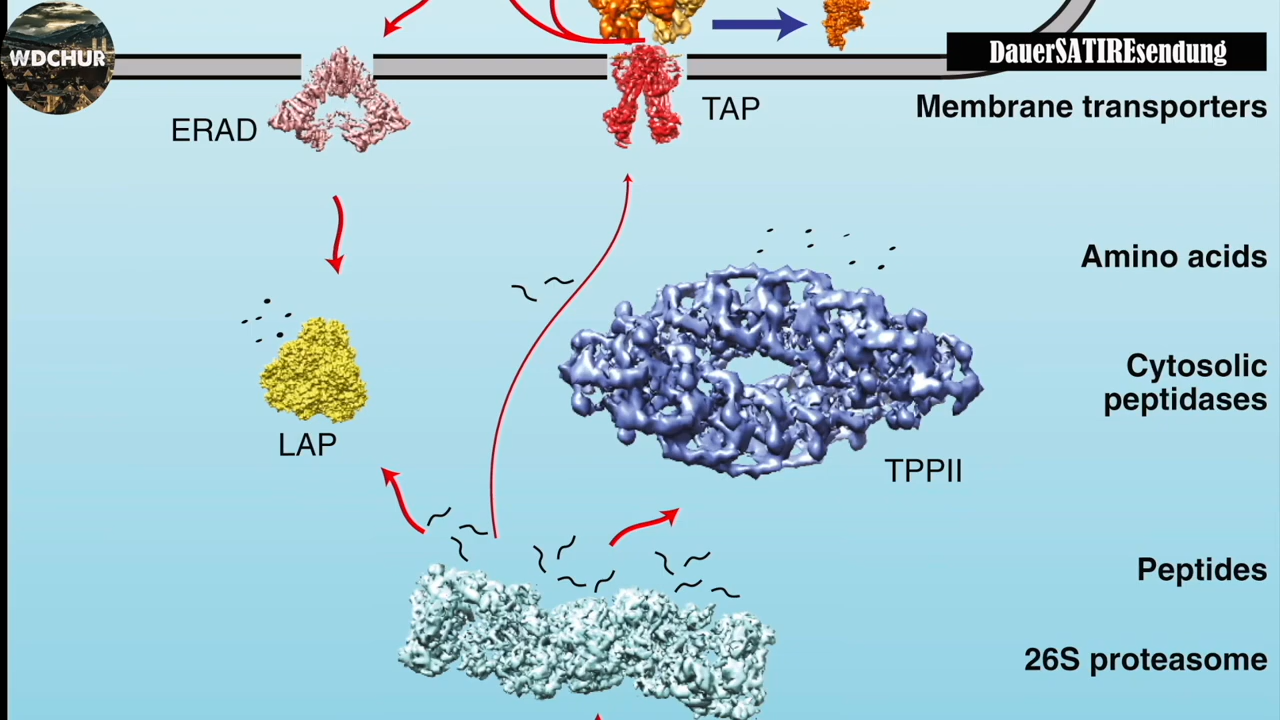 WDCHUR
DauerSATIREsendung
ERAD
TAP
Membrane transporters
Amino acids
Cytosolic
peptidases
LAP
TPPII
Peptides
26S proteasome